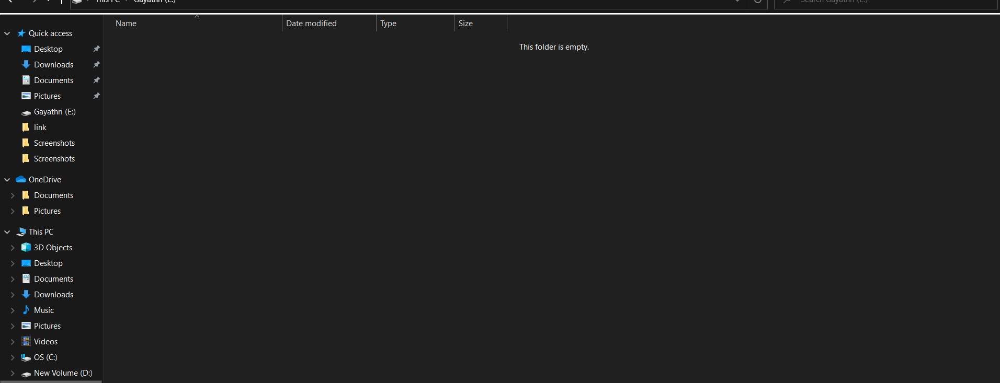 This PC › Gayathri (E:)
Search Gayathri (E:)
Name Date modified Type Size
This folder is empty.
Quick access
Desktop
Downloads
Documents
Pictures
Gayathri (E:)
link
Screenshots
Screenshots
OneDrive
Documents
Pictures
This PC
3D Objects
Desktop
Documents
Downloads
Music
Pictures
Videos
OS (C:)
New Volume (D:)